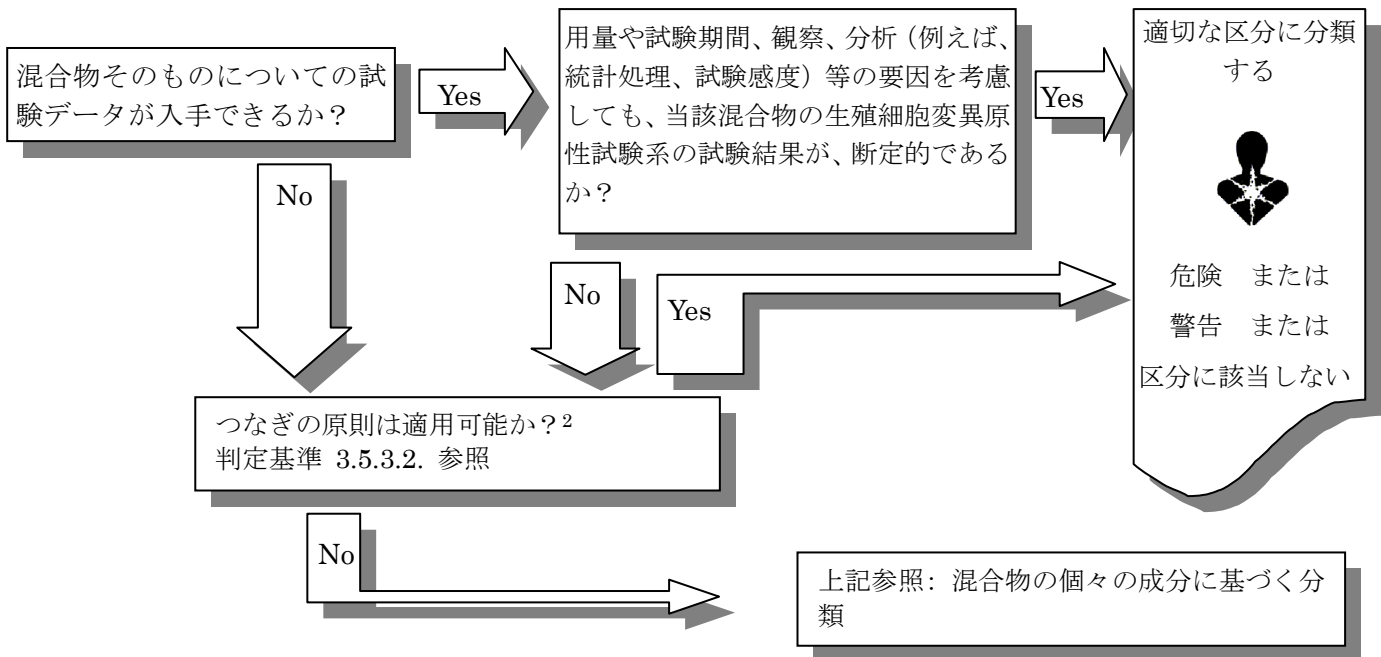 混合物そのものについての試
験データが入手できるか？
Yes
用量や試験期間、観察、分析（例えば、
統計処理、試験感度）等の要因を考慮
しても、当該混合物の生殖細胞変異原
性試験系の試験結果が、断定的である
か？
Yes
適切な区分に分類
する
危険　または
警告　または
区分に該当しない
No
No
Yes
つなぎの原則は適用可能か？2
判定基準 3.5.3.2. 参照
No
上記参照: 混合物の個々の成分に基づく分
類